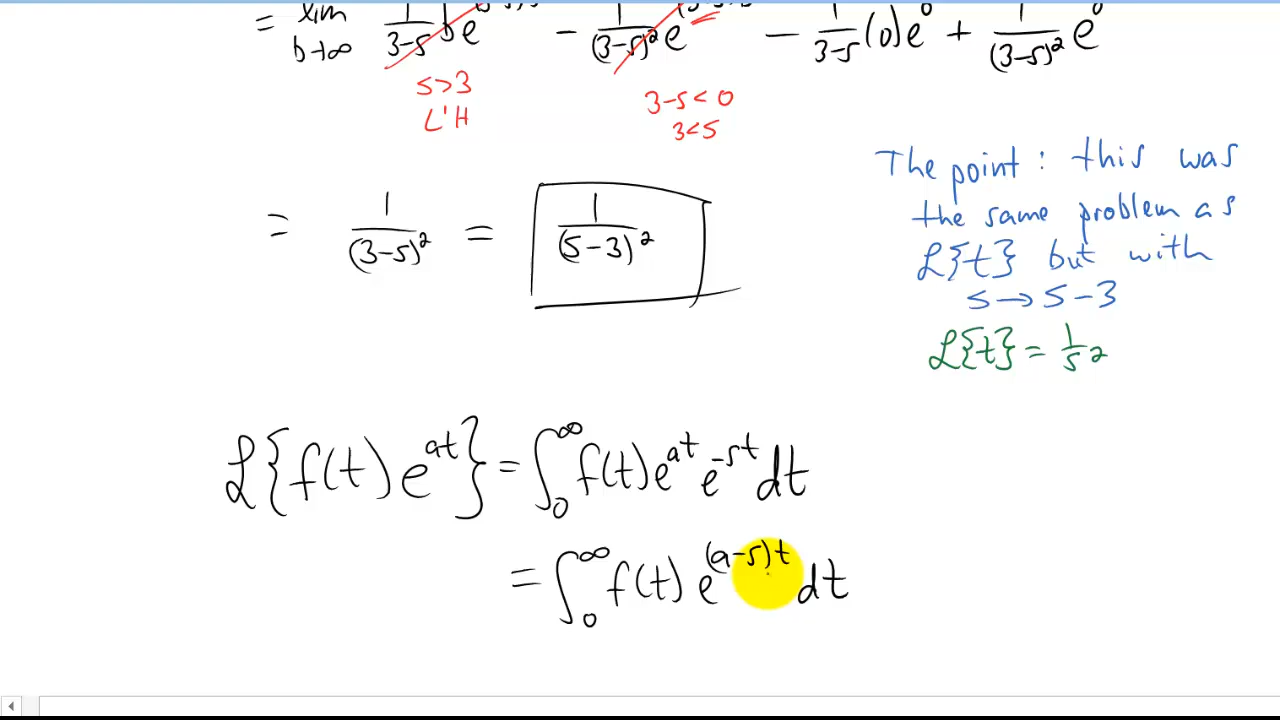 = lim b→∞ 1/(3-s) b e − 1/(3-s)² e − 1/(3-s) (0)e⁰ + 1/(3-s)² e⁰
s>3
L'H
3-s<0
3<s
= 1/(3-s)² = 1/(s-3)²
The point: this was
the same problem as
ℒ{t} but with
s → s-3
ℒ{t} = 1/s²
ℒ{f(t) e^{at}} = ∫₀^∞ f(t) e^{at} e^{-st} dt
= ∫₀^∞ f(t) e^{(a-s)t} dt